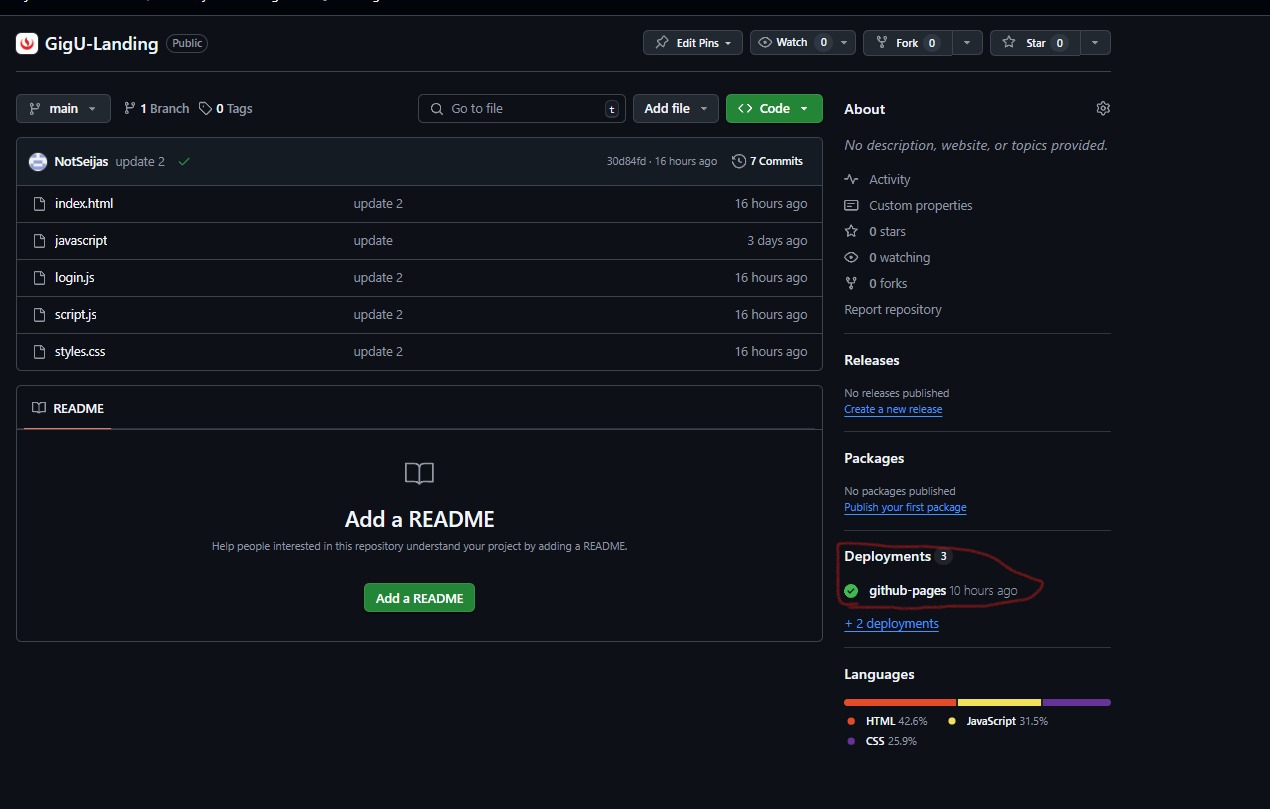 GigU-Landing Public
Edit Pins Watch 0 Fork 0 Star 0
main 1 Branch 0 Tags Go to file t Add file Code
NotSeijas update 2 30d84fd · 16 hours ago 7 Commits
index.html update 2 16 hours ago
javascript update 3 days ago
login.js update 2 16 hours ago
script.js update 2 16 hours ago
styles.css update 2 16 hours ago
README
Add a README
Help people interested in this repository understand your project by adding a README.
Add a README
About
No description, website, or topics provided.
Activity
Custom properties
0 stars
0 watching
0 forks
Report repository
Releases
No releases published
Create a new release
Packages
No packages published
Publish your first package
Deployments 3
github-pages 10 hours ago
+ 2 deployments
Languages
HTML 42.6% JavaScript 31.5%
CSS 25.9%